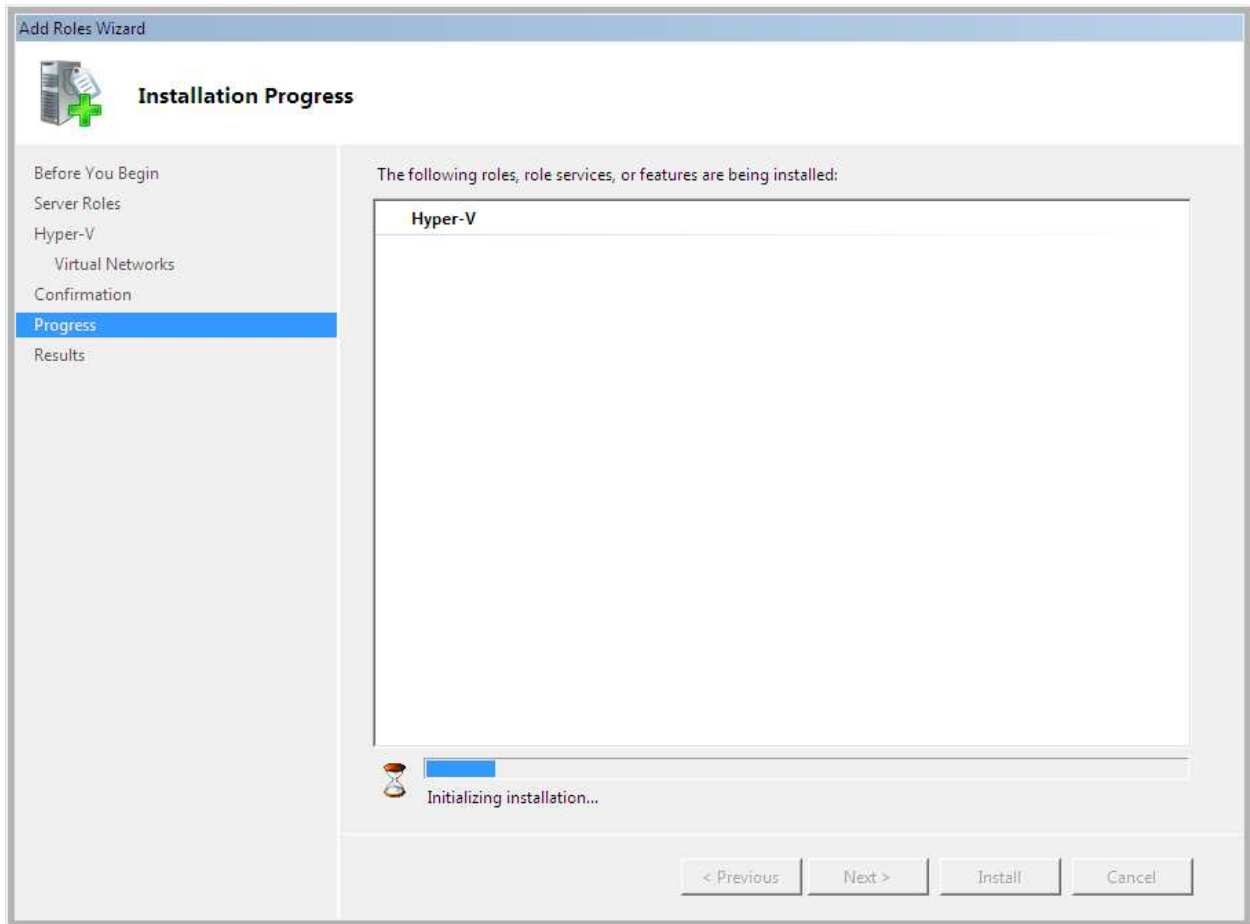 Add Roles Wizard
Installation Progress
Before You Begin
Server Roles
Hyper-V
Virtual Networks
Confirmation
Progress
Results
The following roles, role services, or features are being installed:
Hyper-V
Initializing installation...
< Previous
Next >
Install
Cancel